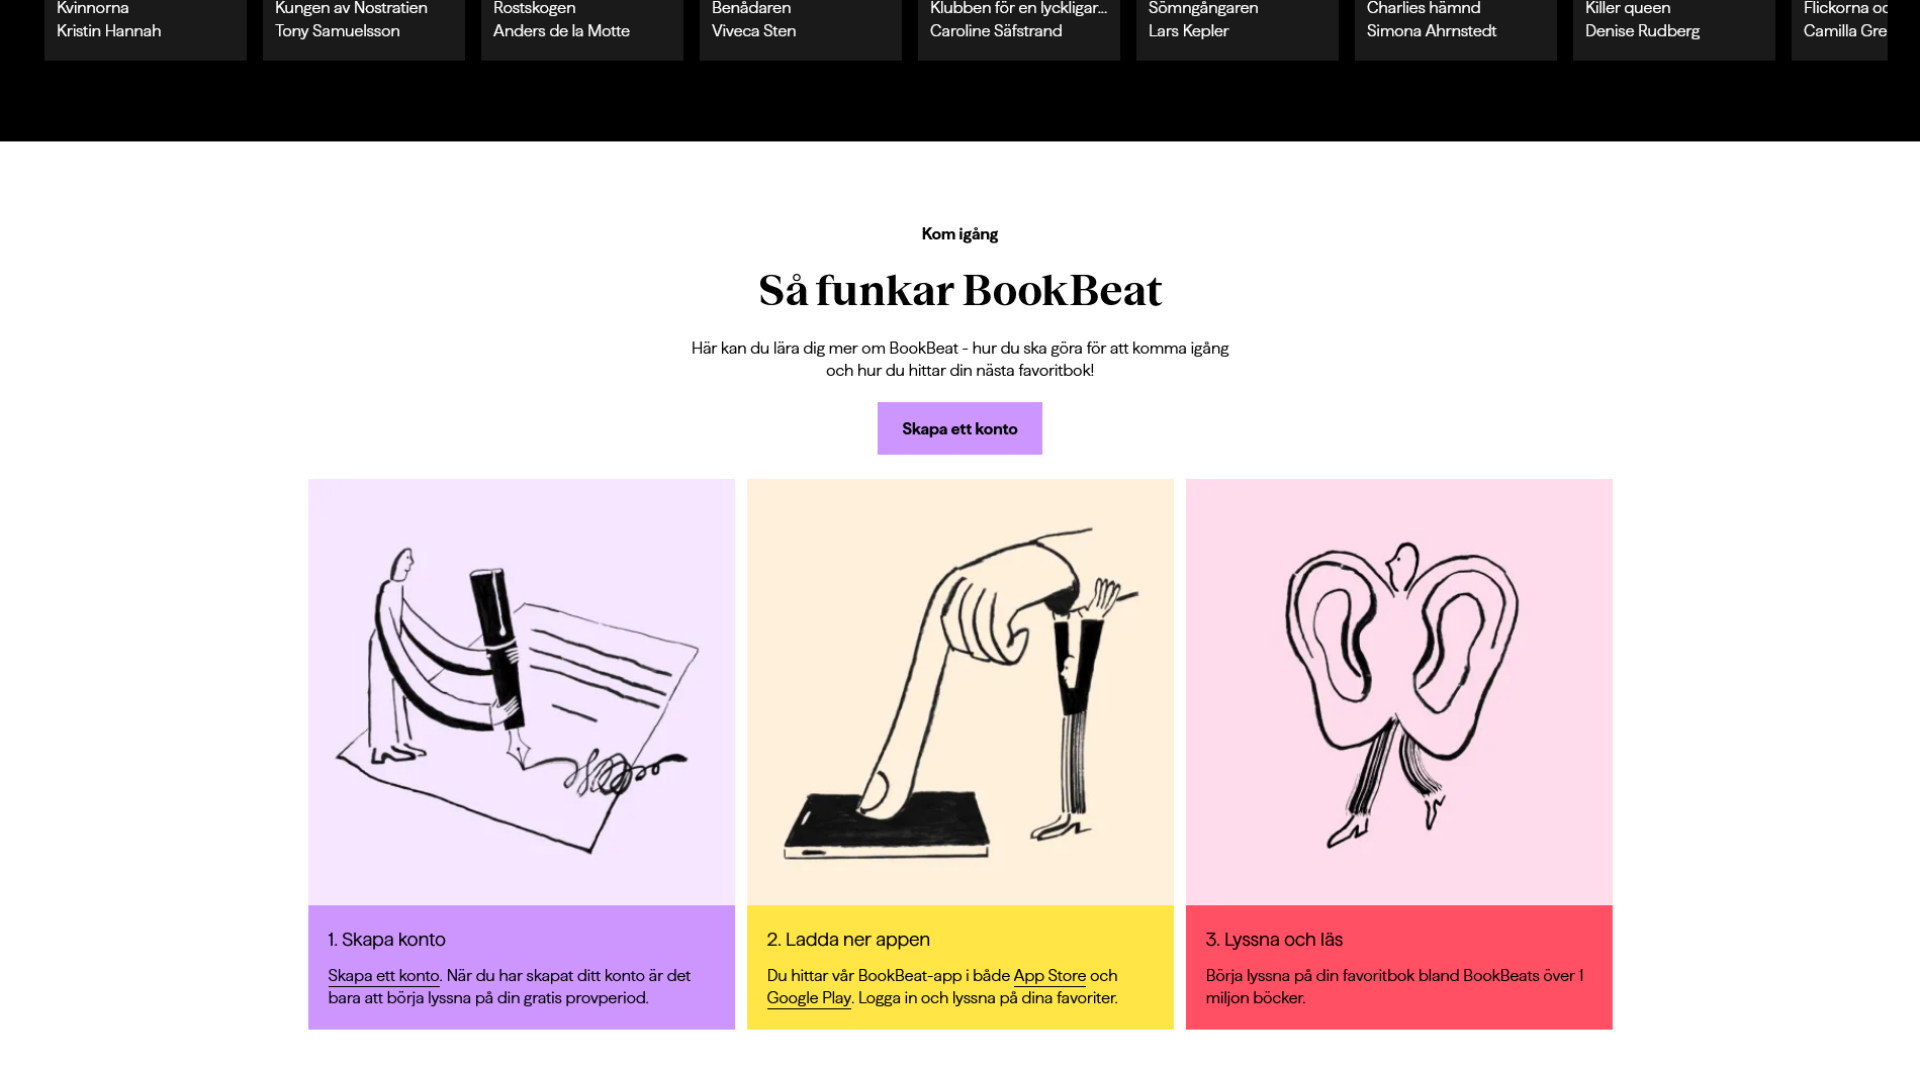 Kvinnorna
Kristin Hannah
Kungen av Nostratien
Tony Samuelsson
Rostskogen
Anders de la Motte
Benådaren
Viveca Sten
Klubben för en lyckligar...
Caroline Säfstrand
Sömngångaren
Lars Kepler
Charlies hämnd
Simona Ahrnstedt
Killer queen
Denise Rudberg
Flickorna oc
Camilla Gre
Kom igång
Så funkar BookBeat
Här kan du lära dig mer om BookBeat - hur du ska göra för att komma igång
och hur du hittar din nästa favoritbok!
Skapa ett konto
1. Skapa konto
Skapa ett konto. När du har skapat ditt konto är det
bara att börja lyssna på din gratis provperiod.
2. Ladda ner appen
Du hittar vår BookBeat-app i både App Store och
Google Play. Logga in och lyssna på dina favoriter.
3. Lyssna och läs
Börja lyssna på din favoritbok bland BookBeats över 1
miljon böcker.